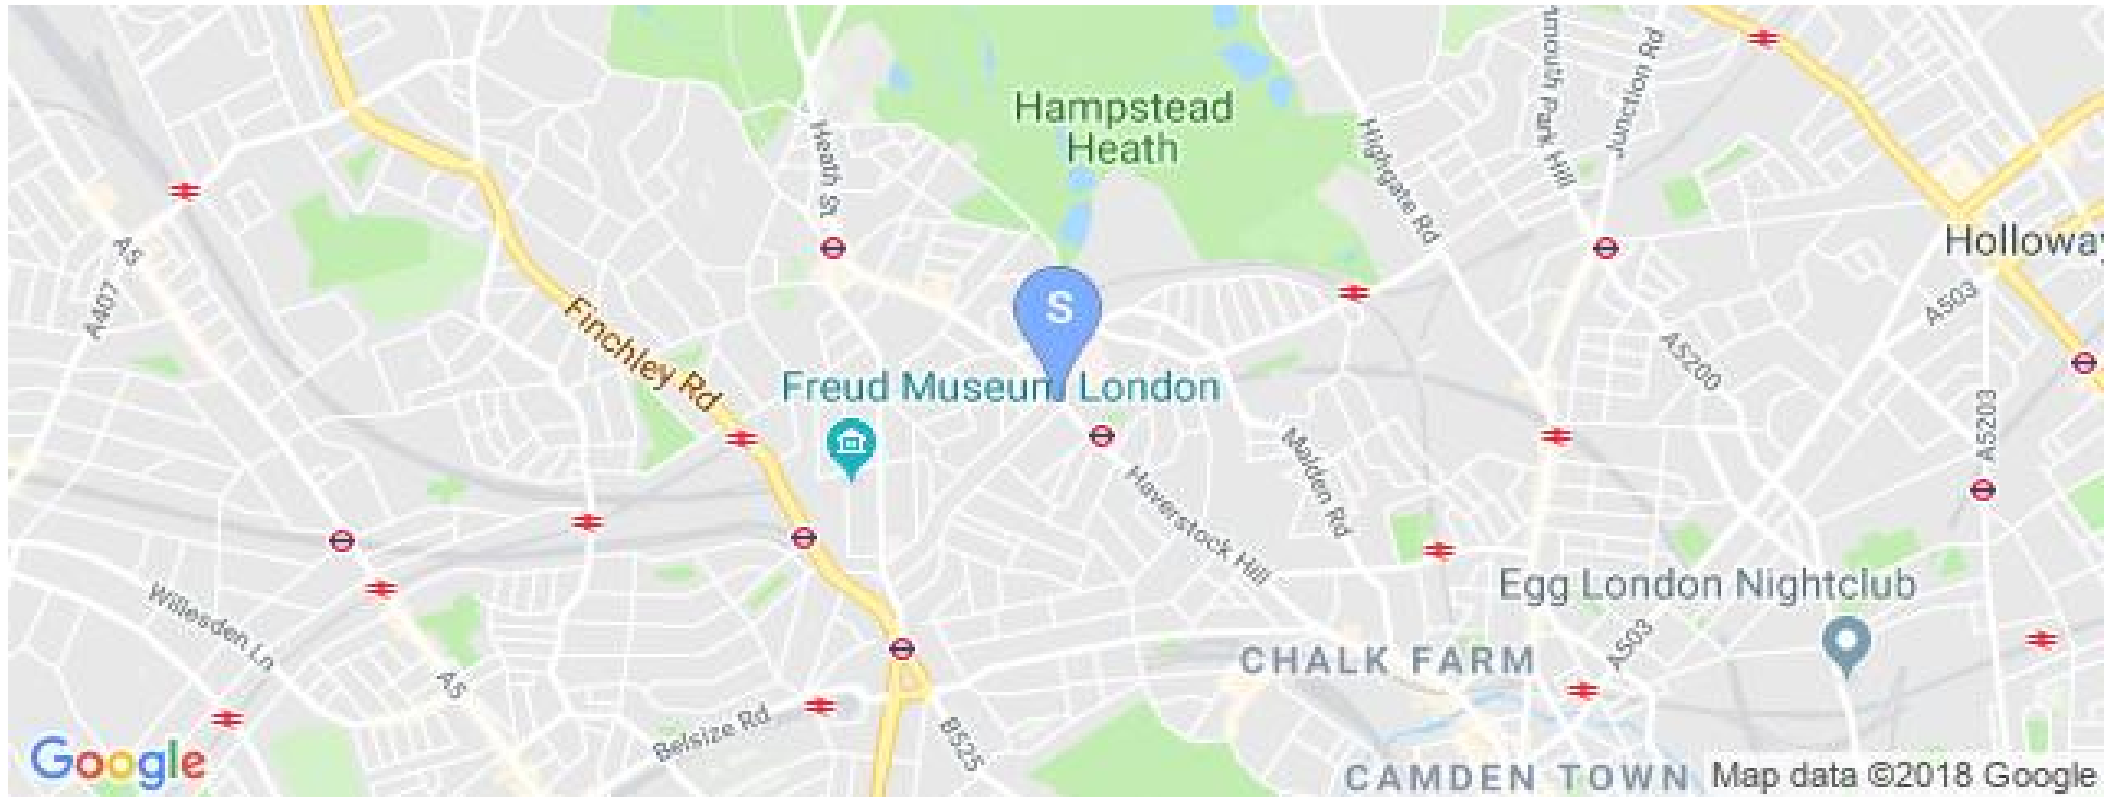 Hampstead
Heath
Heath St
Highgate Rd
Park Hill
Junction Rd
A5
A407
Holloway
A503
Finchley Rd
S
Freud Museum London
A5200
A5203
Malden Rd
Haverstock Hill
Egg London Nightclub
Willesden Ln
A503
CHALK FARM
A5
Belsize Rd
B525
Google
CAMDEN TOWN
Map data ©2018 Google